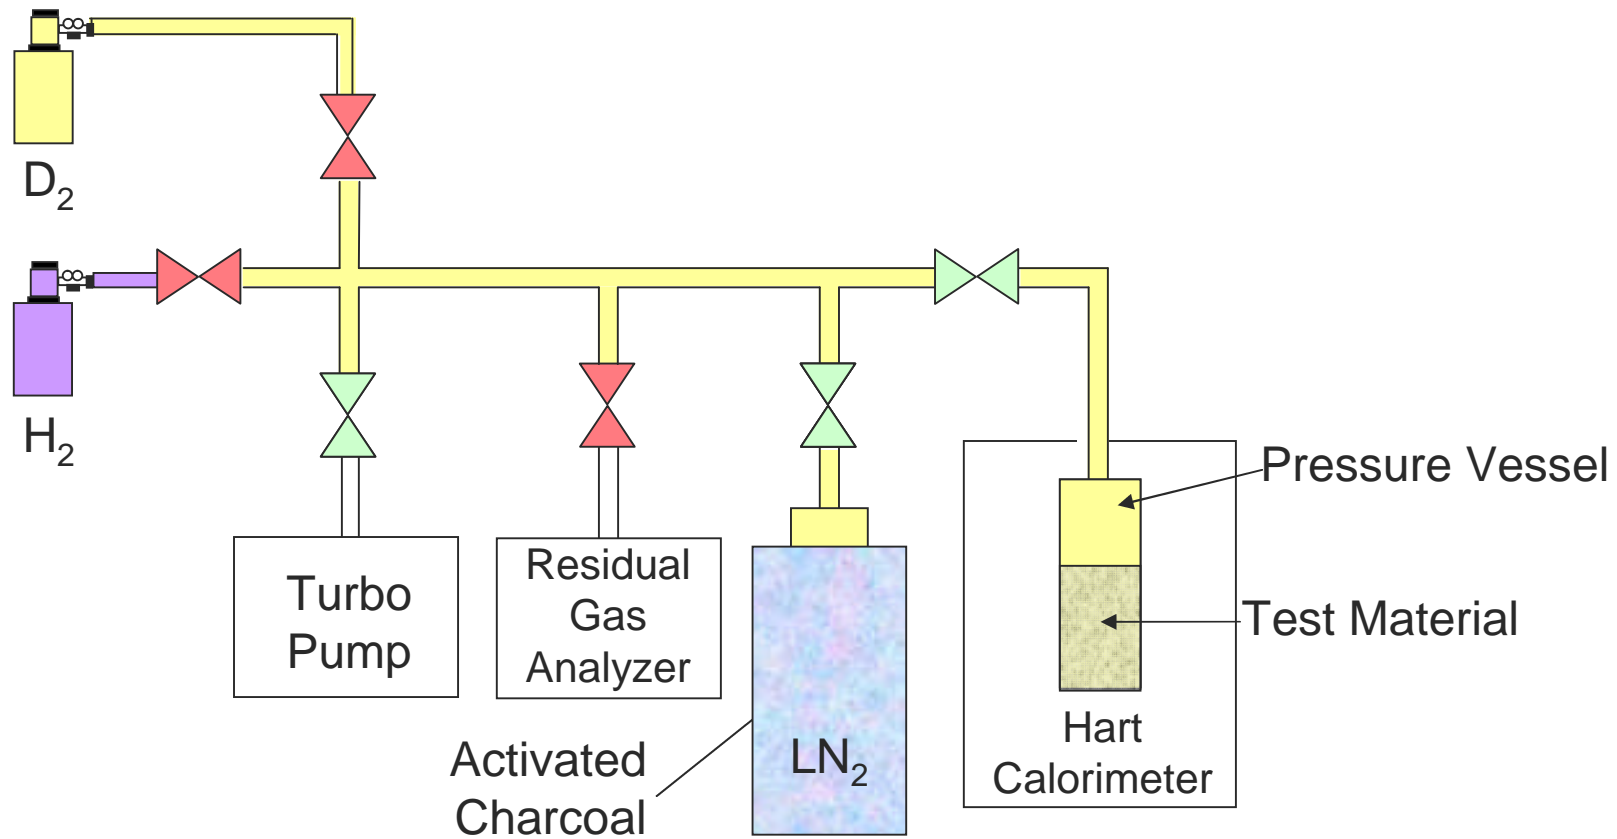 D₂
H₂
Turbo
Pump
Residual
Gas
Analyzer
Activated
Charcoal
LN₂
Pressure Vessel
Test Material
Hart
Calorimeter